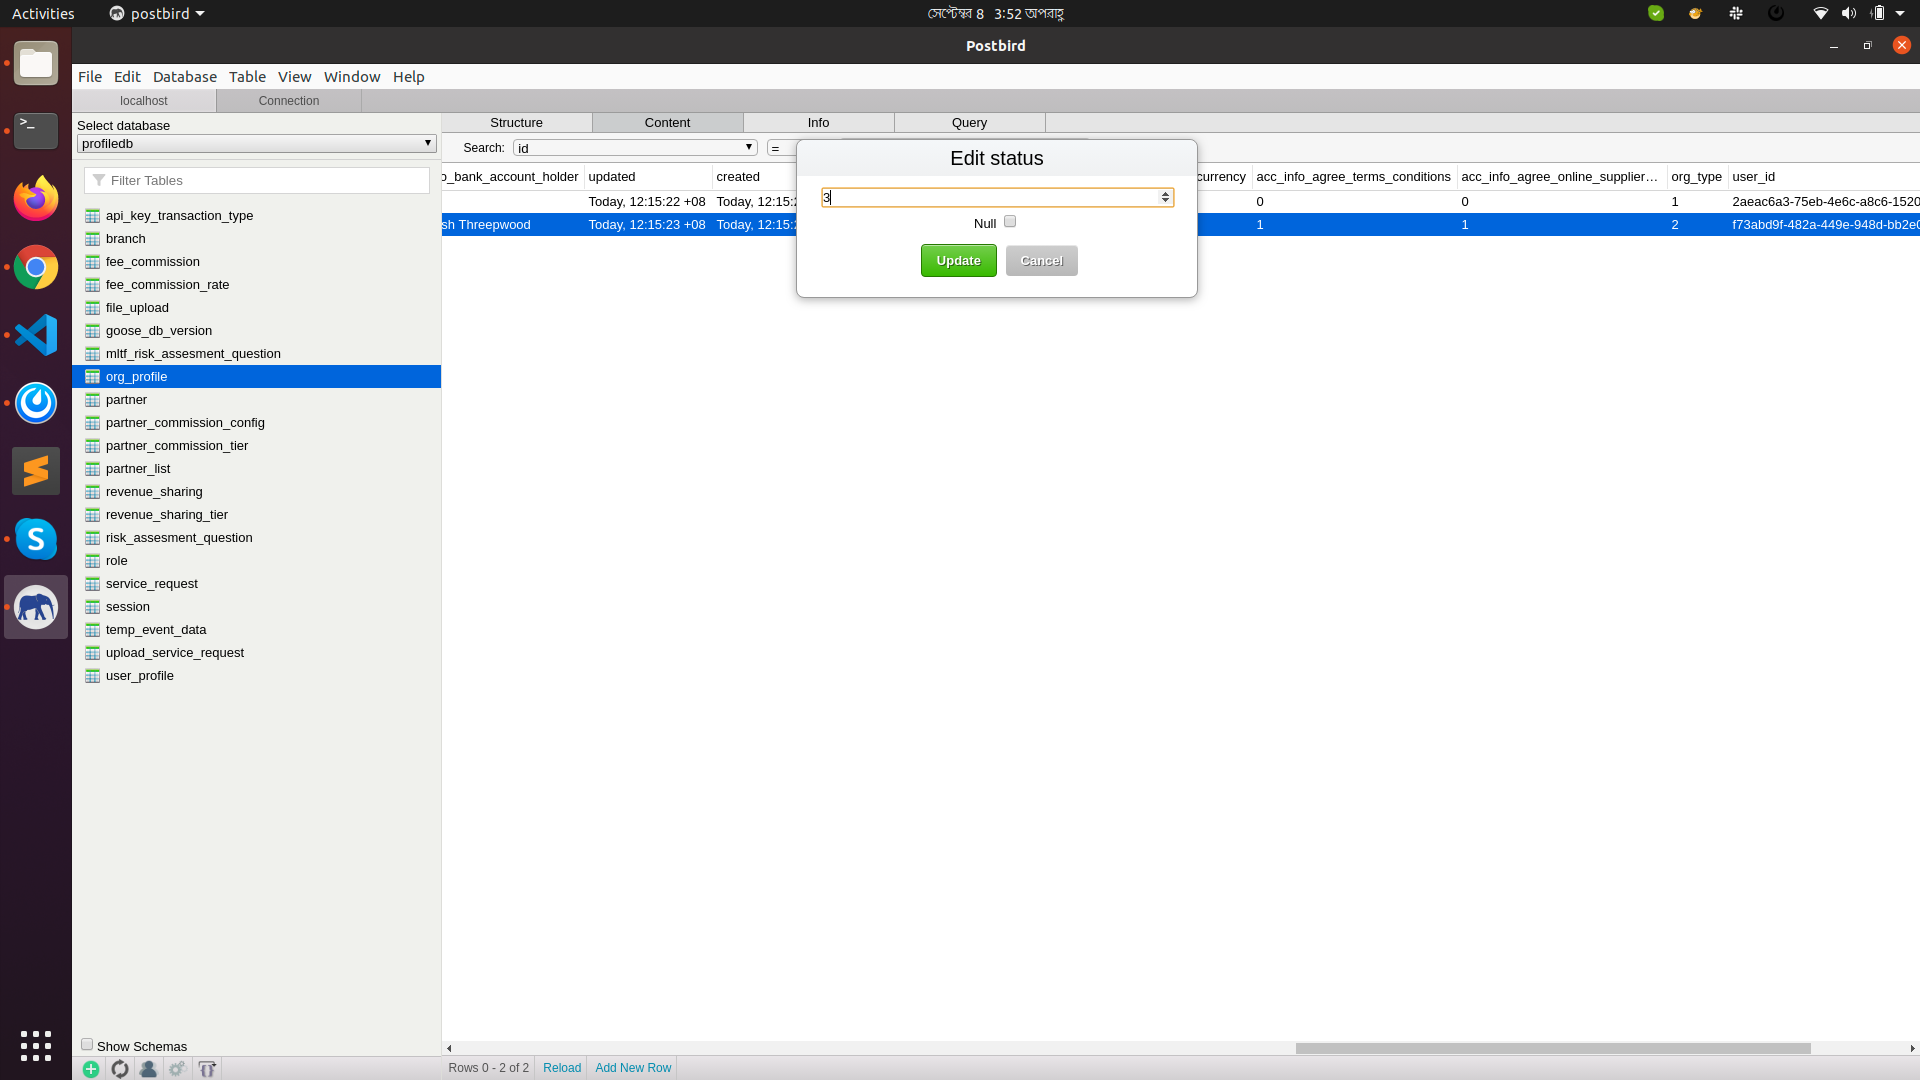 Activities
postbird
সেপ্টেম্বর 8 3:52 অপরাহ্ণ
Postbird
File Edit Database Table View Window Help
localhost
Connection
Select database
profiledb
Filter Tables
api_key_transaction_type
branch
fee_commission
fee_commission_rate
file_upload
goose_db_version
mltf_risk_assesment_question
org_profile
partner
partner_commission_config
partner_commission_tier
partner_list
revenue_sharing
revenue_sharing_tier
risk_assesment_question
role
service_request
session
temp_event_data
upload_service_request
user_profile
Show Schemas
Structure Content Info Query
Search: id =
o_bank_account_holder updated created currency acc_info_agree_terms_conditions acc_info_agree_online_supplier… org_type user_id
Today, 12:15:22 +08 Today, 12:15:2 0 0 1 2aeac6a3-75eb-4e6c-a8c6-1520
sh Threepwood Today, 12:15:23 +08 Today, 12:15:2 1 1 2 f73abd9f-482a-449e-948d-bb2e0
Edit status
3
Null
Update Cancel
Rows 0 - 2 of 2 Reload Add New Row